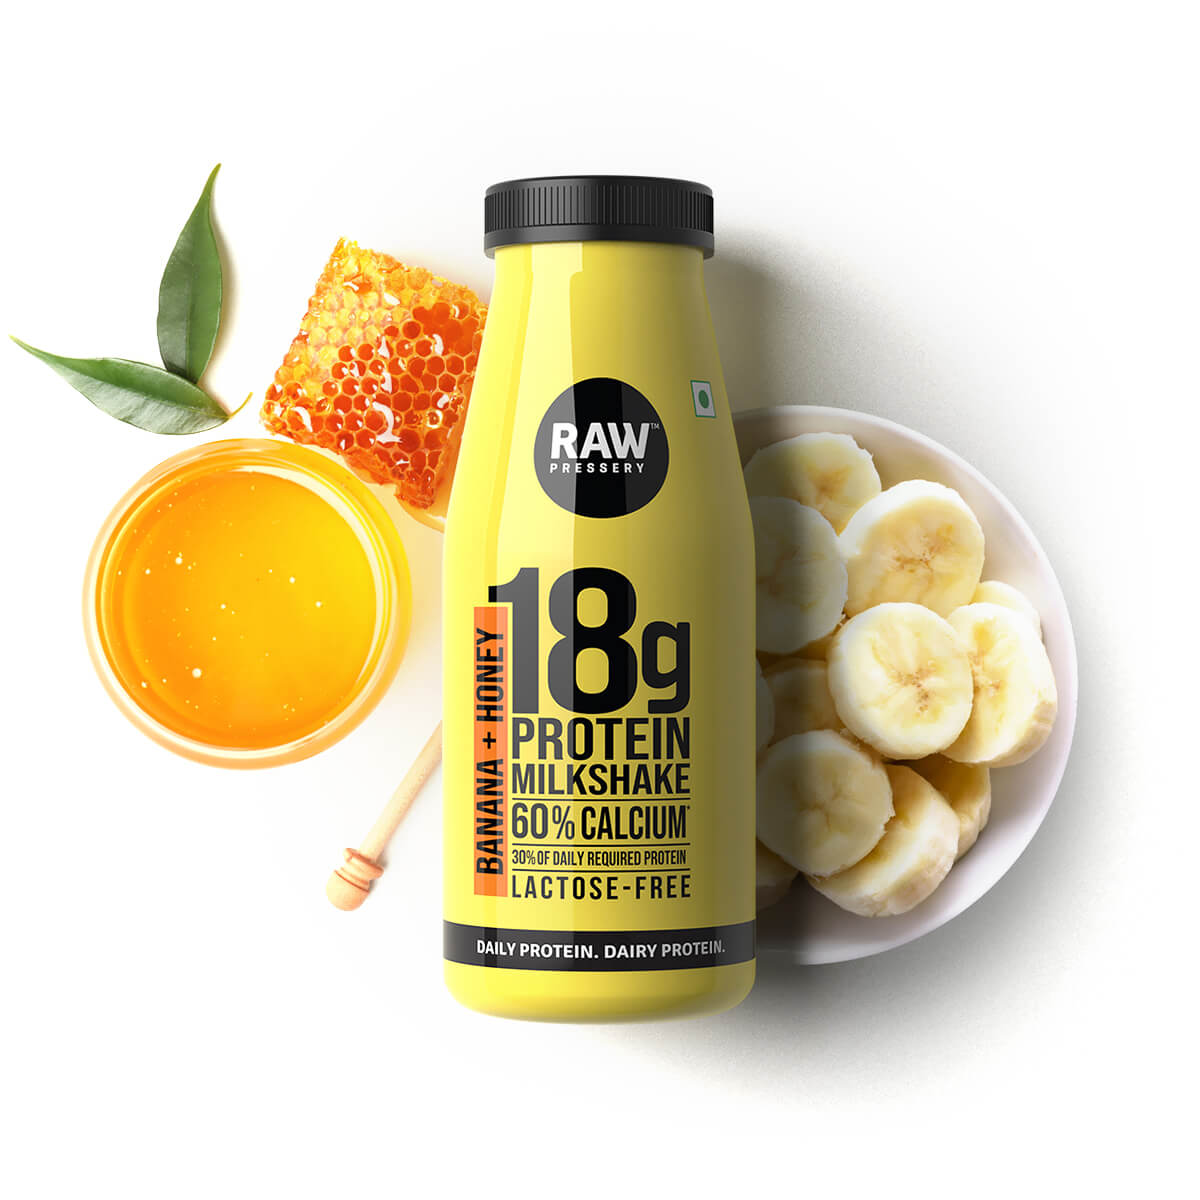 RAW™
PRESSERY
18g
BANANA + HONEY
PROTEIN
MILKSHAKE
60% CALCIUM*
30% OF DAILY REQUIRED PROTEIN
LACTOSE-FREE
DAILY PROTEIN. DAIRY PROTEIN.